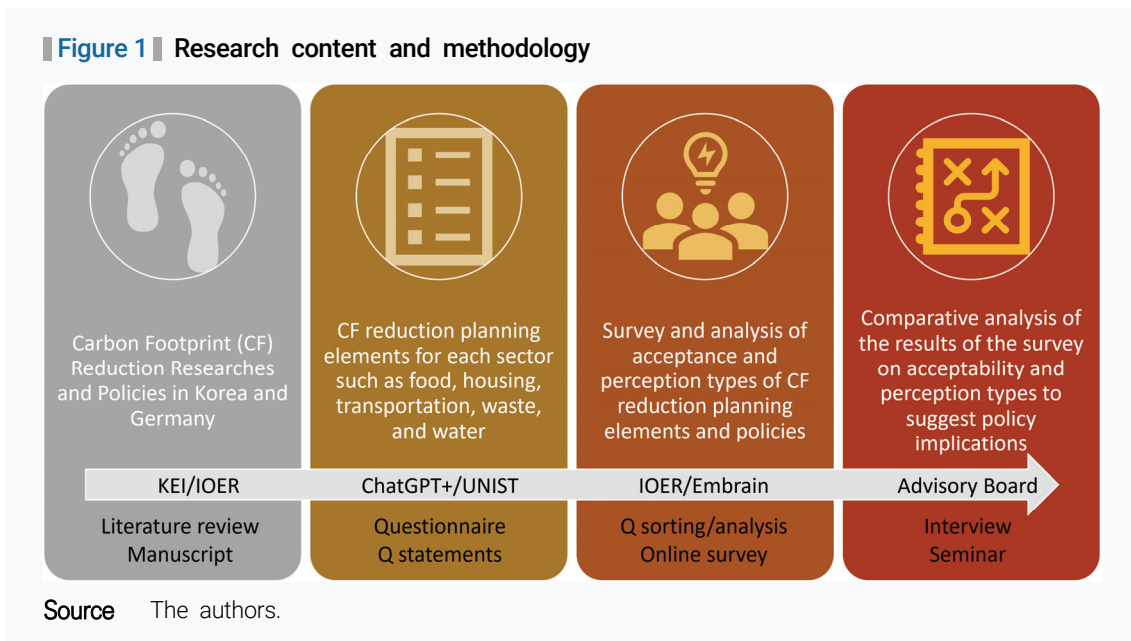 Figure 1 Research content and methodology
Carbon Footprint (CF)
Reduction Researches
and Policies in Korea and
Germany
KEI/IOER
Literature review
Manuscript
CF reduction planning
elements for each sector
such as food, housing,
transportation, waste,
and water
ChatGPT+/UNIST
Questionnaire
Q statements
Survey and analysis of
acceptance and
perception types of CF
reduction planning
elements and policies
IOER/Embrain
Q sorting/analysis
Online survey
Comparative analysis of
the results of the survey
on acceptability and
perception types to
suggest policy
implications
Advisory Board
Interview
Seminar
Source The authors.